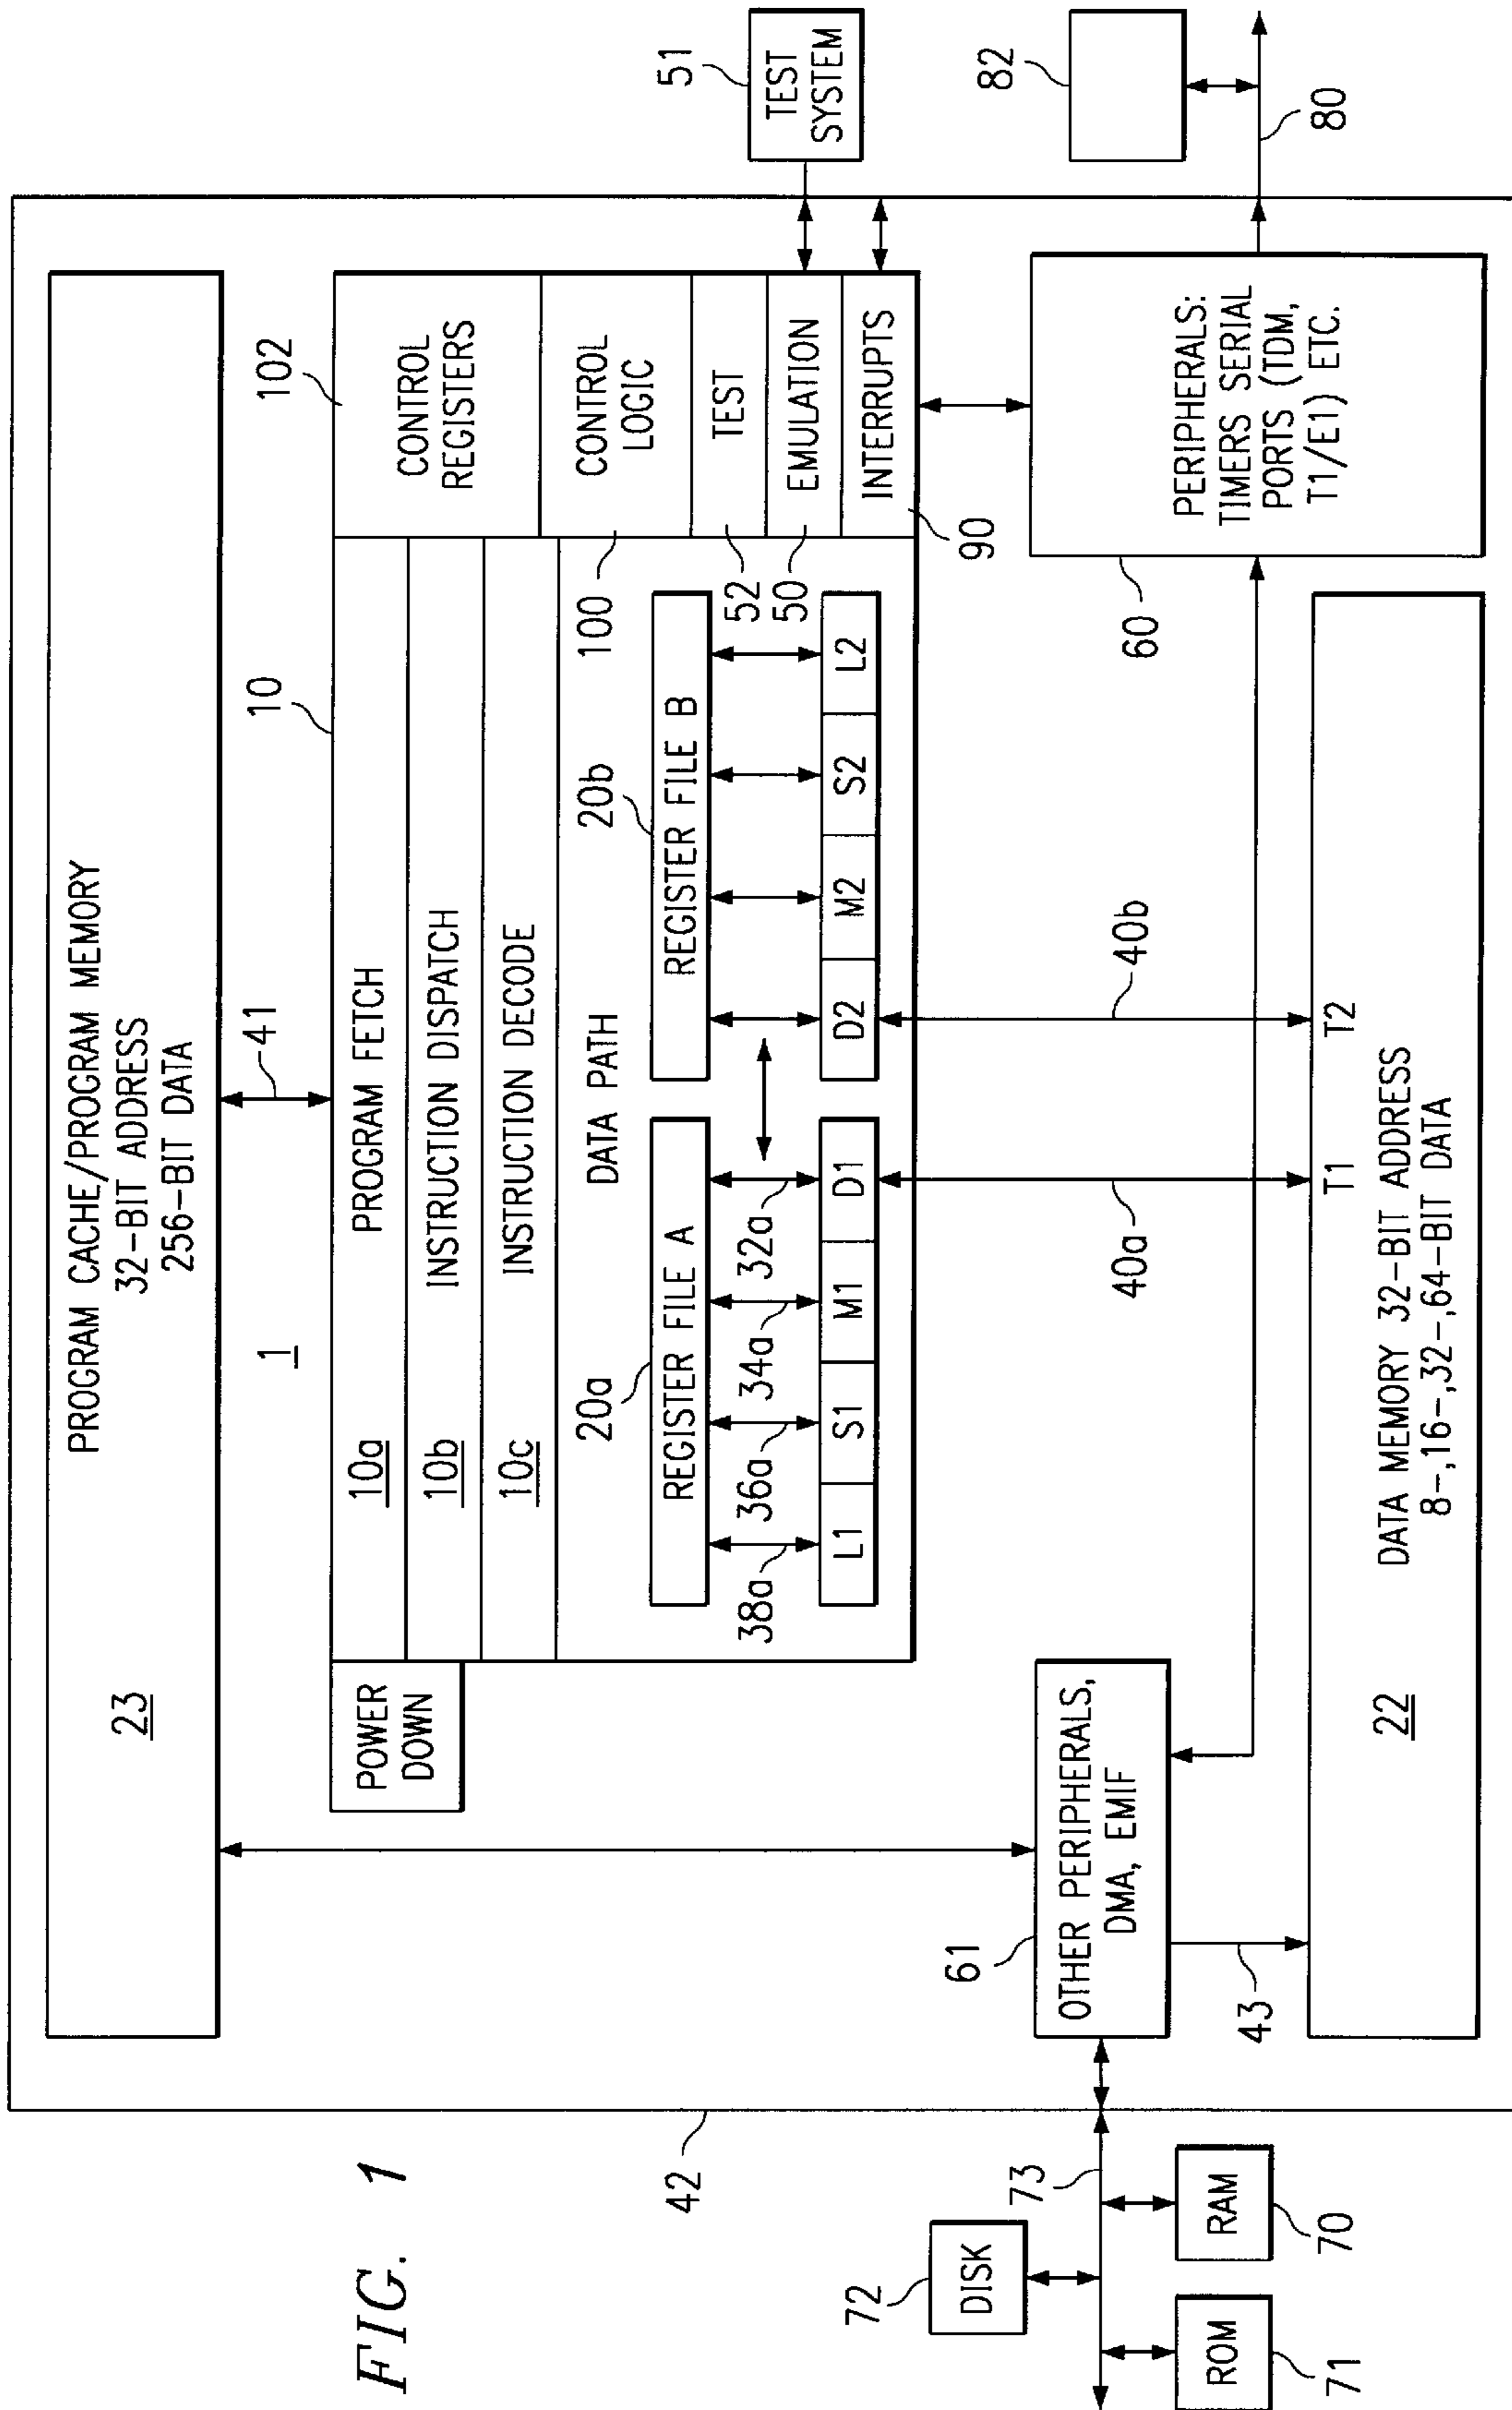 FIG. 1
PROGRAM CACHE/PROGRAM MEMORY
32-BIT ADDRESS
256-BIT DATA
23
41
1
10
102
POWER
DOWN
10a
PROGRAM FETCH
10b
INSTRUCTION DISPATCH
10c
INSTRUCTION DECODE
DATA PATH
20a
20b
100
REGISTER FILE A
REGISTER FILE B
38a
36a
34a
32a
52
50
L1
S1
M1
D1
D2
M2
S2
L2
CONTROL
REGISTERS
CONTROL
LOGIC
TEST
EMULATION
INTERRUPTS
90
51
TEST
SYSTEM
82
80
42
72
DISK
73
ROM
71
RAM
70
61
OTHER PERIPHERALS,
DMA, EMIF
43
40a
40b
60
PERIPHERALS:
TIMERS SERIAL
PORTS (TDM,
T1/E1) ETC.
T1
T2
22
DATA MEMORY 32-BIT ADDRESS
8-,16-,32-,64-BIT DATA